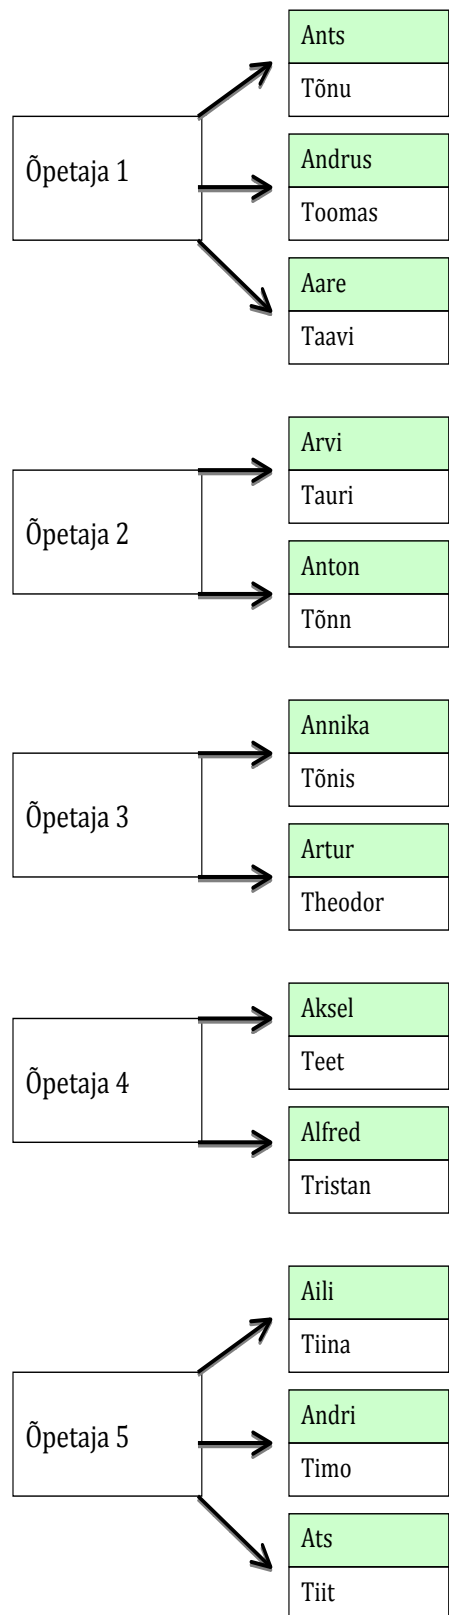 Ants
Tõnu
Õpetaja 1
Andrus
Toomas
Aare
Taavi
Arvi
Tauri
Õpetaja 2
Anton
Tõnn
Annika
Tõnis
Õpetaja 3
Artur
Theodor
Aksel
Teet
Õpetaja 4
Alfred
Tristan
Aili
Tiina
Õpetaja 5
Andri
Timo
Ats
Tiit